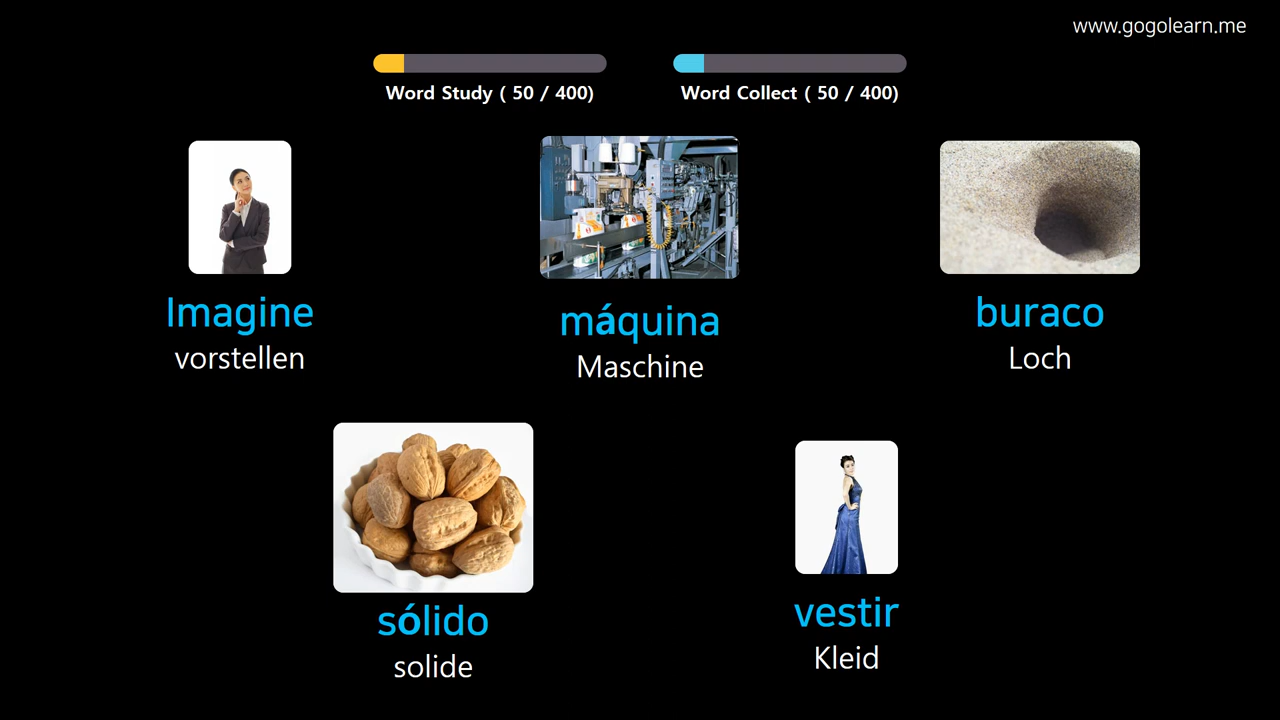 www.gogolearn.me
Word Study ( 50 / 400)
Word Collect ( 50 / 400)
Imagine
vorstellen
máquina
Maschine
buraco
Loch
sólido
solide
vestir
Kleid